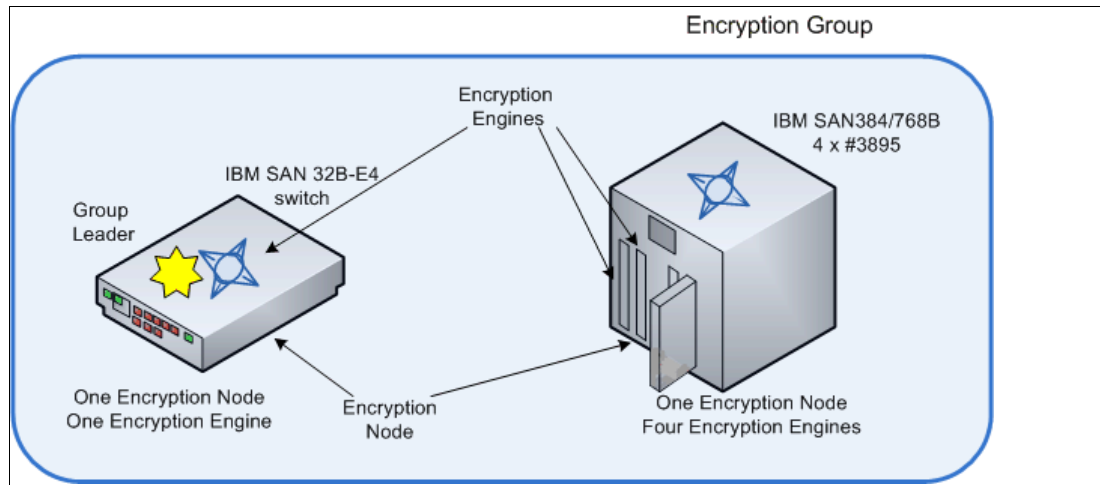 Encryption Group
Encryption
Engines
IBM SAN384/768B
4 x #3895
IBM SAN 32B-E4
switch
Group
Leader
One Encryption Node
One Encryption Engine
Encryption
Node
One Encryption Node
Four Encryption Engines